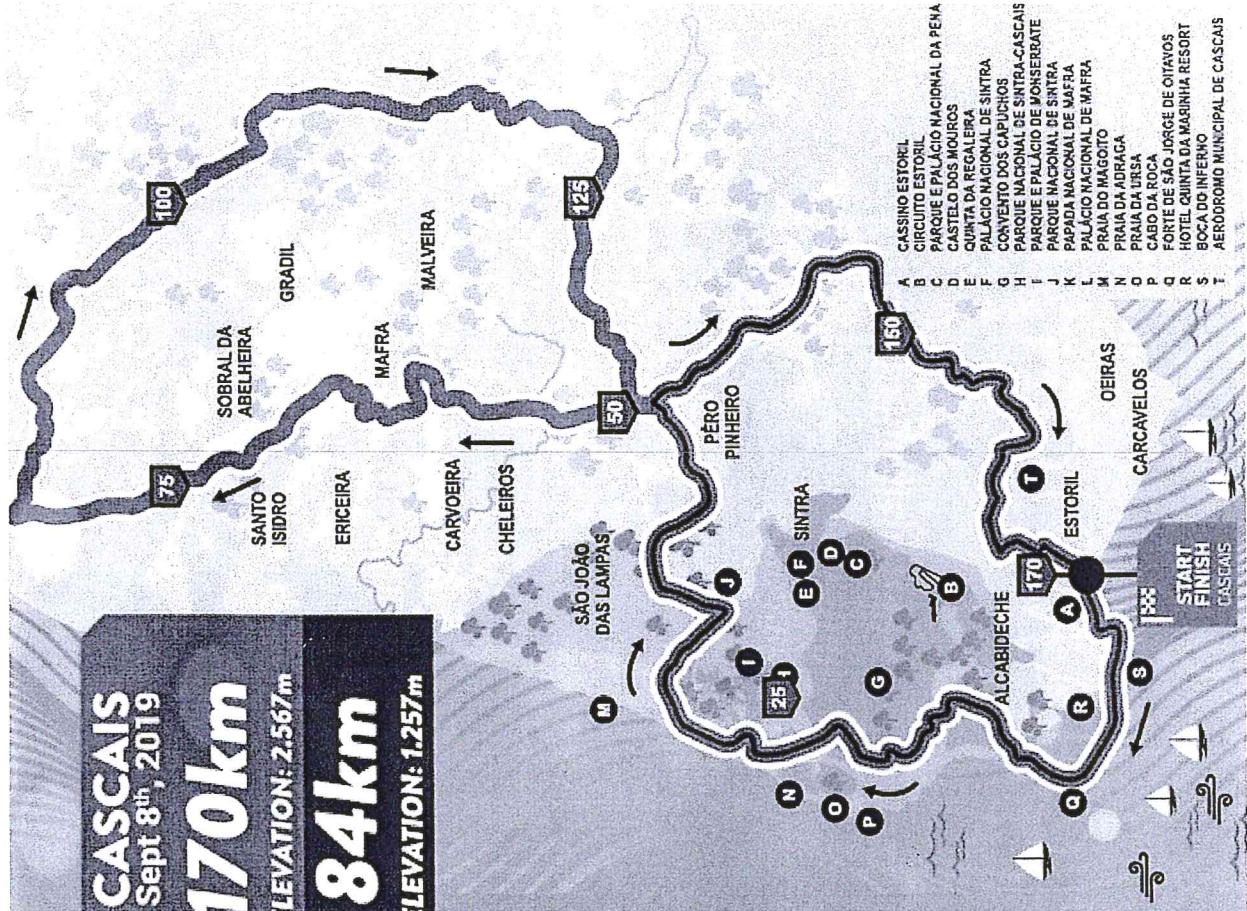 CASCAIS
Sept 8th, 2019
170km
ELEVATION: 2.567m
84km
ELEVATION: 1.257m
100
75
125
50
SOBRAL DA
ABELHEIRA
GRADIL
MAFRA
MALVEIRA
SANTO
ISIDRO
ERICEIRA
CARVOEIRA
CHELEIROS
SÃO JOÃO
DAS LAMPAS
PÊRO
PINHEIRO
150
SINTRA
M
J
I
H
25
E
F
D
C
G
B
N
O
P
ALCABIDECHE
T
OEIRAS
CARCAVELOS
ESTORIL
170
A
R
Q
S
START
FINISH
CASCAIS
A CASSINO ESTORIL
B CIRCUITO ESTORIL
C PARQUE E PALÁCIO NACIONAL DA PENA
D CASTELO DOS MOUROS
E QUINTA DA REGALEIRA
F PALÁCIO NACIONAL DE SINTRA
G CONVENTO DOS CAPUCHOS
H PARQUE NACIONAL DE SINTRA-CASCAIS
I PARQUE E PALÁCIO DE MONSERRATE
J PARQUE NACIONAL DE SINTRA
K PAPADA NACIONAL DE MAFRA
L PALÁCIO NACIONAL DE MAFRA
M PRAIA DO MAGOITO
N PRAIA DA ADRAGA
O PRAIA DA URSA
P CABO DA ROCA
Q FORTE DE SÃO JORGE DE OITAVOS
R HOTEL QUINTA DA MARINHA RESORT
S BOCA DO INFERNO
T AERÓDROMO MUNICIPAL DE CASCAIS